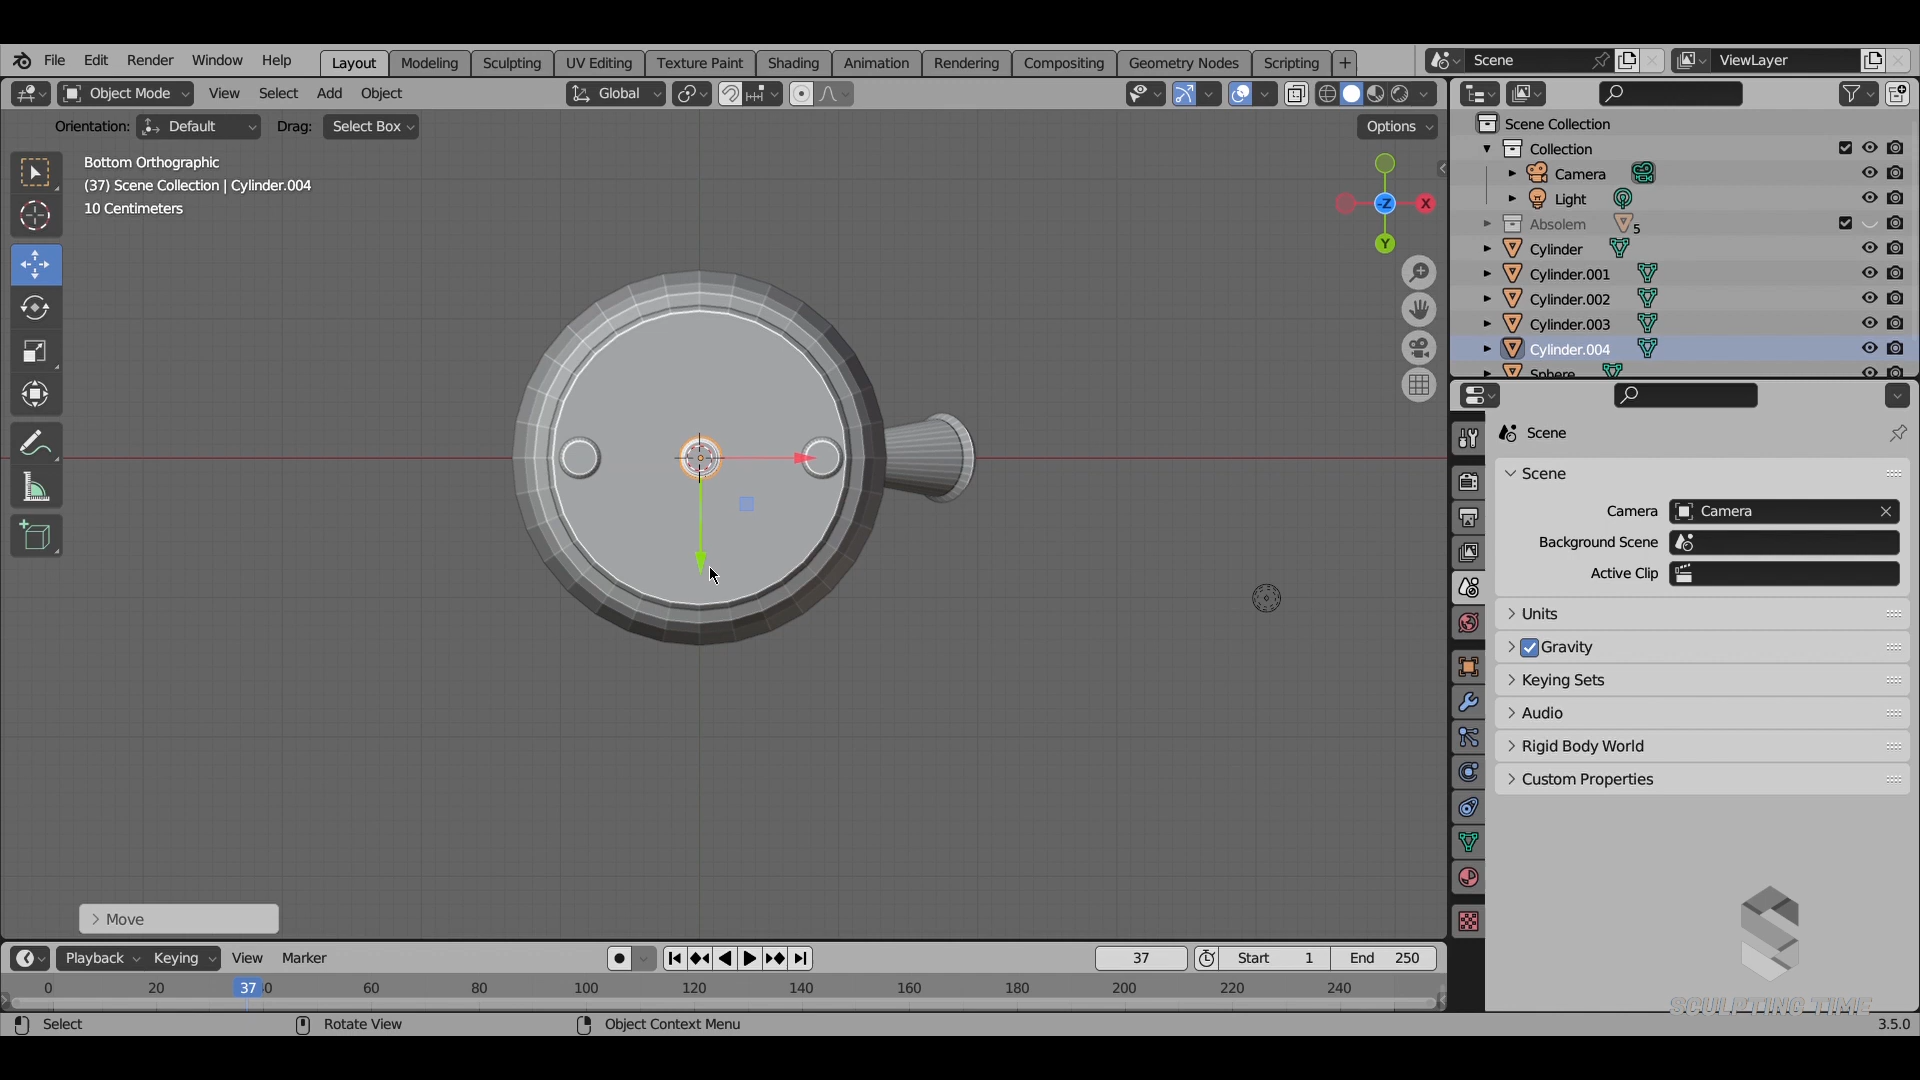 File Edit Render Window Help Layout Modeling Sculpting UV Editing Texture Paint Shading Animation Rendering Compositing Geometry Nodes Scripting + Scene ViewLayer
Object Mode View Select Add Object Global
Orientation: Default Drag: Select Box Options
Bottom Orthographic
(37) Scene Collection | Cylinder.004
10 Centimeters
-Z X
Y
Scene Collection
Collection
Camera
Light
Absolem 5
Cylinder
Cylinder.001
Cylinder.002
Cylinder.003
Cylinder.004
Sphere
Scene
Scene
Camera Camera
Background Scene
Active Clip
Units
Gravity
Keying Sets
Audio
Rigid Body World
Custom Properties
Move
Playback Keying View Marker 37 Start 1 End 250
0 20 37 60 80 100 120 140 160 180 200 220 240
Select Rotate View Object Context Menu 3.5.0
SCULPTING TIME